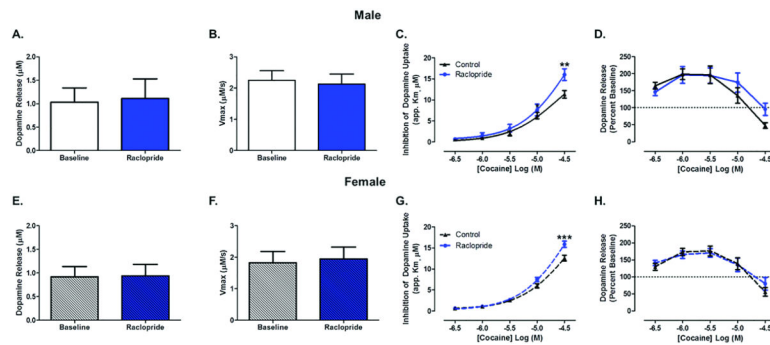 Male
A.
Dopamine Release (µM)
2.0
1.5
1.0
0.5
0.0
Baseline
Raclopride
B.
Vmax (µM/s)
3
2
1
0
Baseline
Raclopride
C.
Inhibition of Dopamine Uptake
(app. Km µM)
20
15
10
5
0
Control
Raclopride
**
-6.5
-6.0
-5.5
-5.0
-4.5
[Cocaine] Log (M)
D.
Dopamine Release
(Percent Baseline)
250
200
150
100
50
0
-6.5
-6.0
-5.5
-5.0
-4.5
[Cocaine] Log (M)
Female
E.
Dopamine Release (µM)
2.0
1.5
1.0
0.5
0.0
Baseline
Raclopride
F.
Vmax (µM/s)
3
2
1
0
Baseline
Raclopride
G.
Inhibition of Dopamine Uptake
(app. Km µM)
20
15
10
5
0
Control
Raclopride
***
-6.5
-6.0
-5.5
-5.0
-4.5
[Cocaine] Log (M)
H.
Dopamine Release
(Percent Baseline)
250
200
150
100
50
0
-6.5
-6.0
-5.5
-5.0
-4.5
[Cocaine] Log (M)